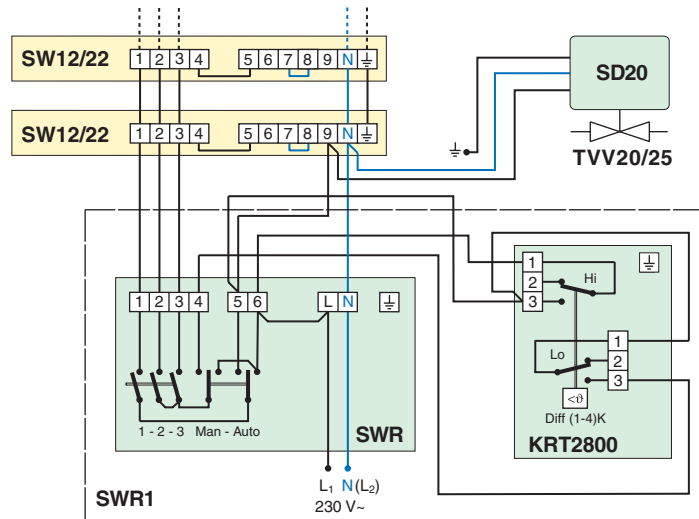 SW12/22 1 2 3 4 5 6 7 8 9 N
SD20
SW12/22 1 2 3 4 5 6 7 8 9 N
TVV20/25
1 2 3 4 5 6 L N
1
2 Hi
3
1
Lo 2
3
<ϑ
Diff (1-4)K
KRT2800
1 - 2 - 3 Man - Auto
SWR
L₁ N (L₂)
230 V~
SWR1